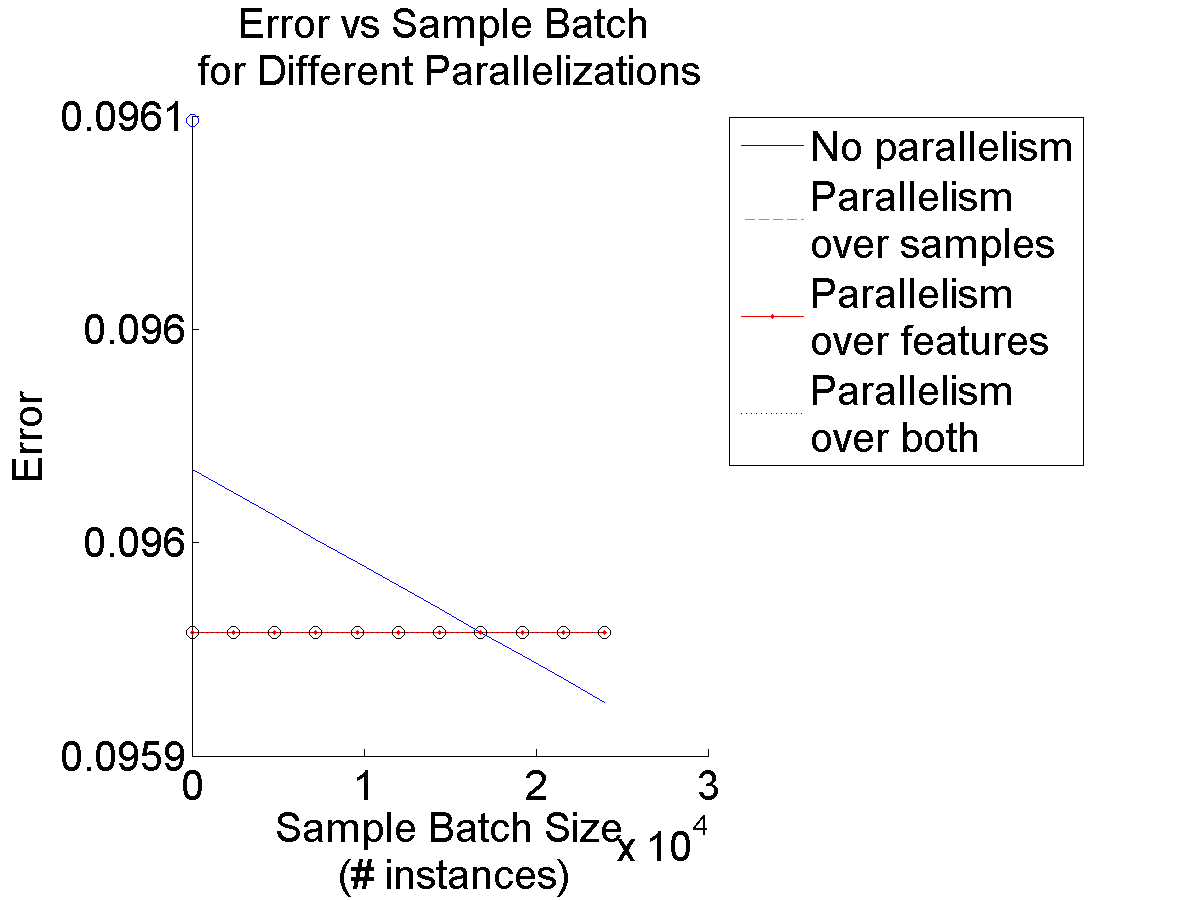 Error vs Sample Batch
for Different Parallelizations
0.0961
0.096
0.096
0.0959
Error
0 1 2 3
x 10^4
Sample Batch Size
(# instances)
No parallelism
Parallelism
over samples
Parallelism
over features
Parallelism
over both